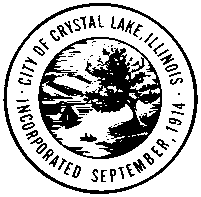 · CITY OF CRYSTAL LAKE, ILLINOIS ·
INCORPORATED SEPTEMBER, 1914